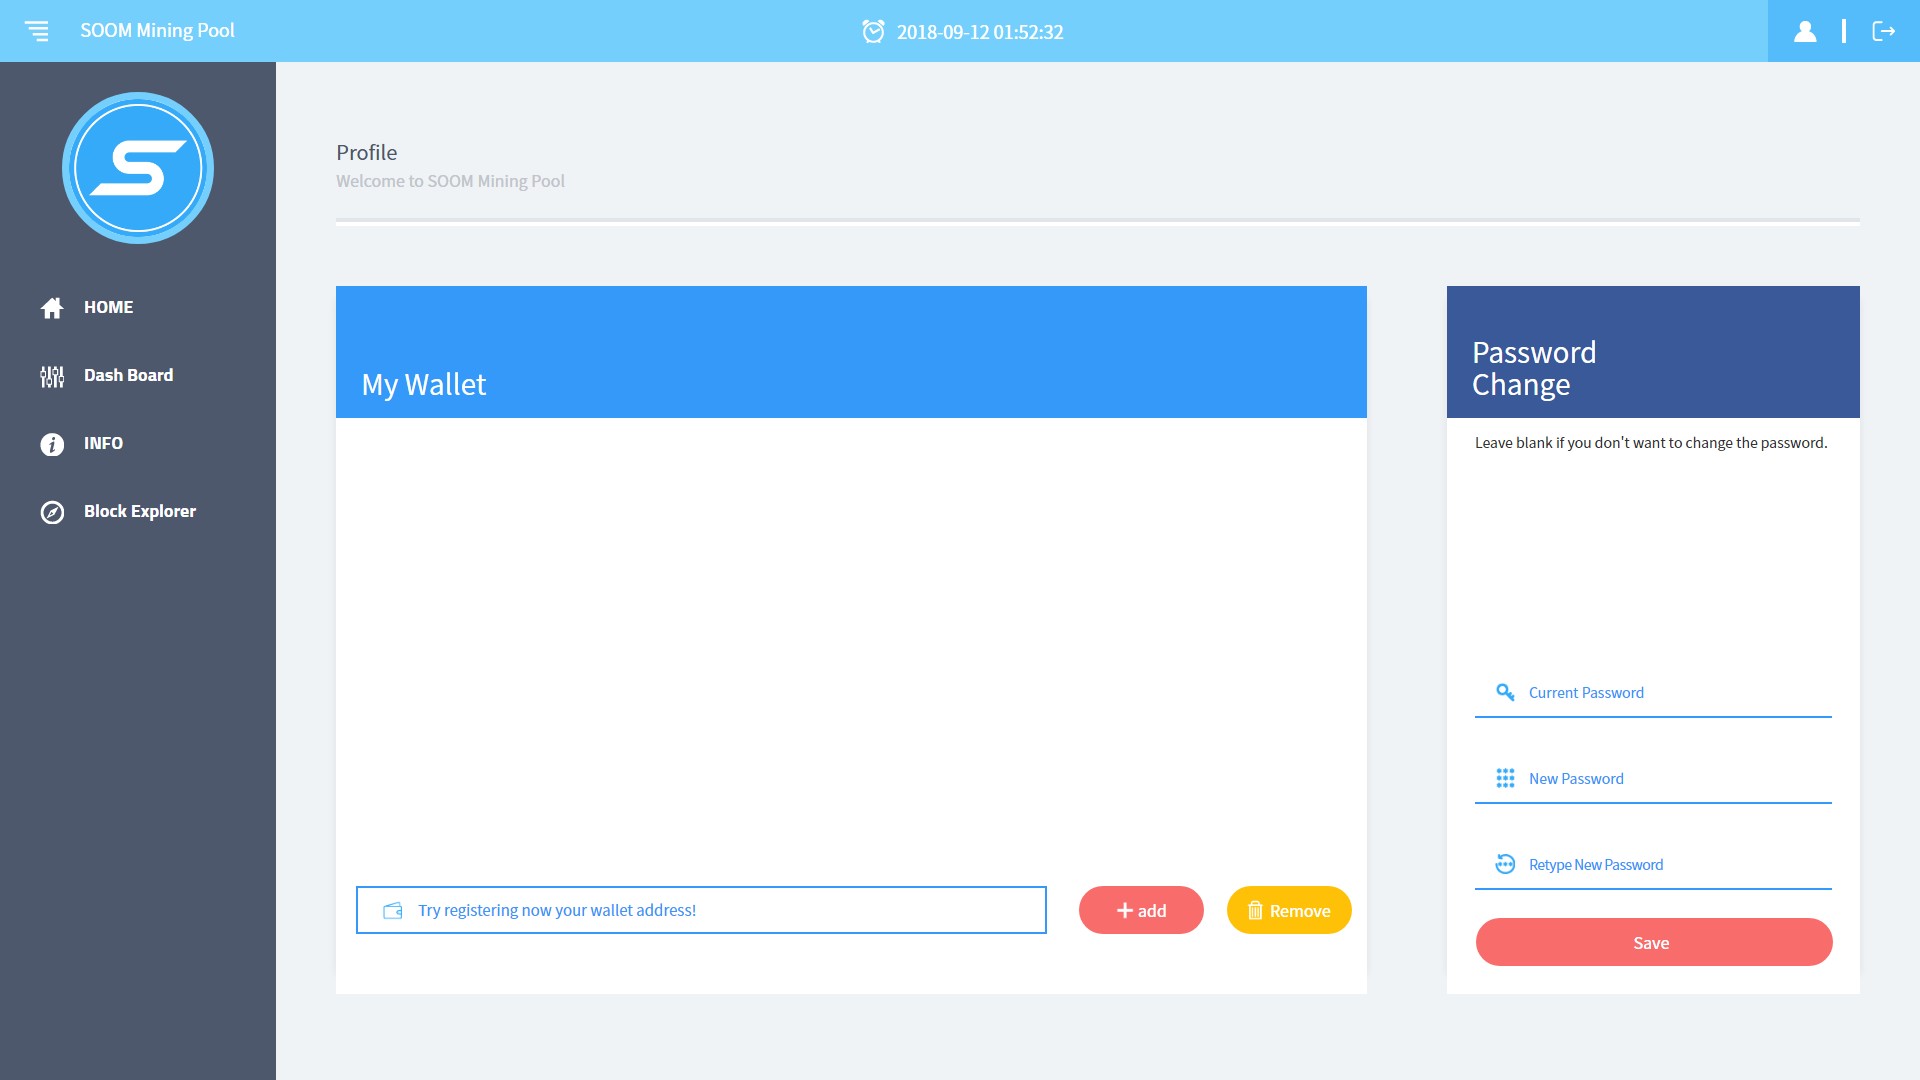 SOOM Mining Pool
2018-09-12 01:52:32
HOME
Dash Board
INFO
Block Explorer
Profile
Welcome to SOOM Mining Pool
My Wallet
Try registering now your wallet address!
add
Remove
Password
Change
Leave blank if you don't want to change the password.
Current Password
New Password
Retype New Password
Save